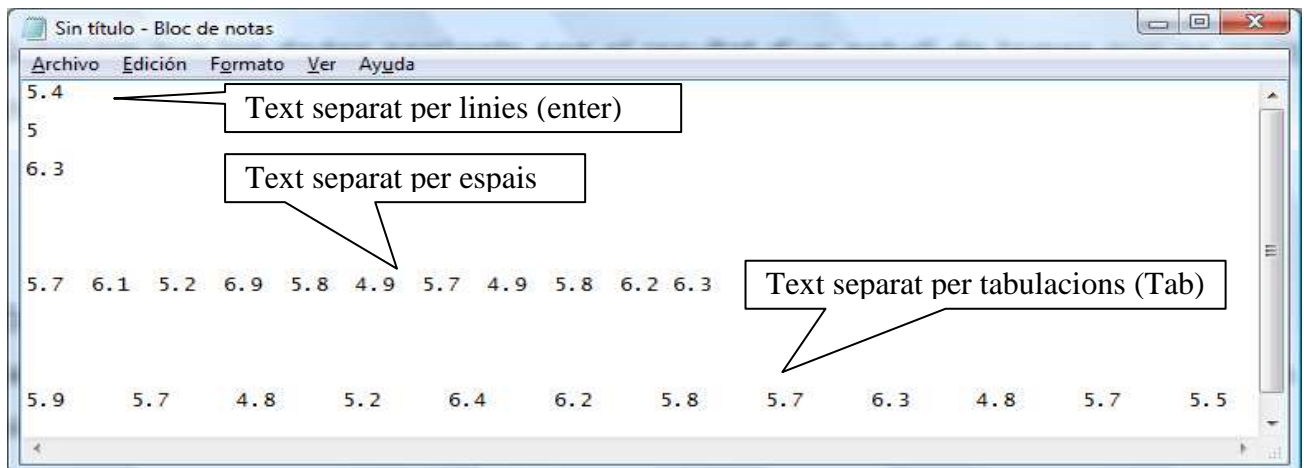 Sin título - Bloc de notas
Archivo Edición Formato Ver Ayuda
5.4
Text separat per linies (enter)
5
6.3
Text separat per espais
5.7 6.1 5.2 6.9 5.8 4.9 5.7 4.9 5.8 6.2 6.3
Text separat per tabulacions (Tab)
5.9 5.7 4.8 5.2 6.4 6.2 5.8 5.7 6.3 4.8 5.7 5.5